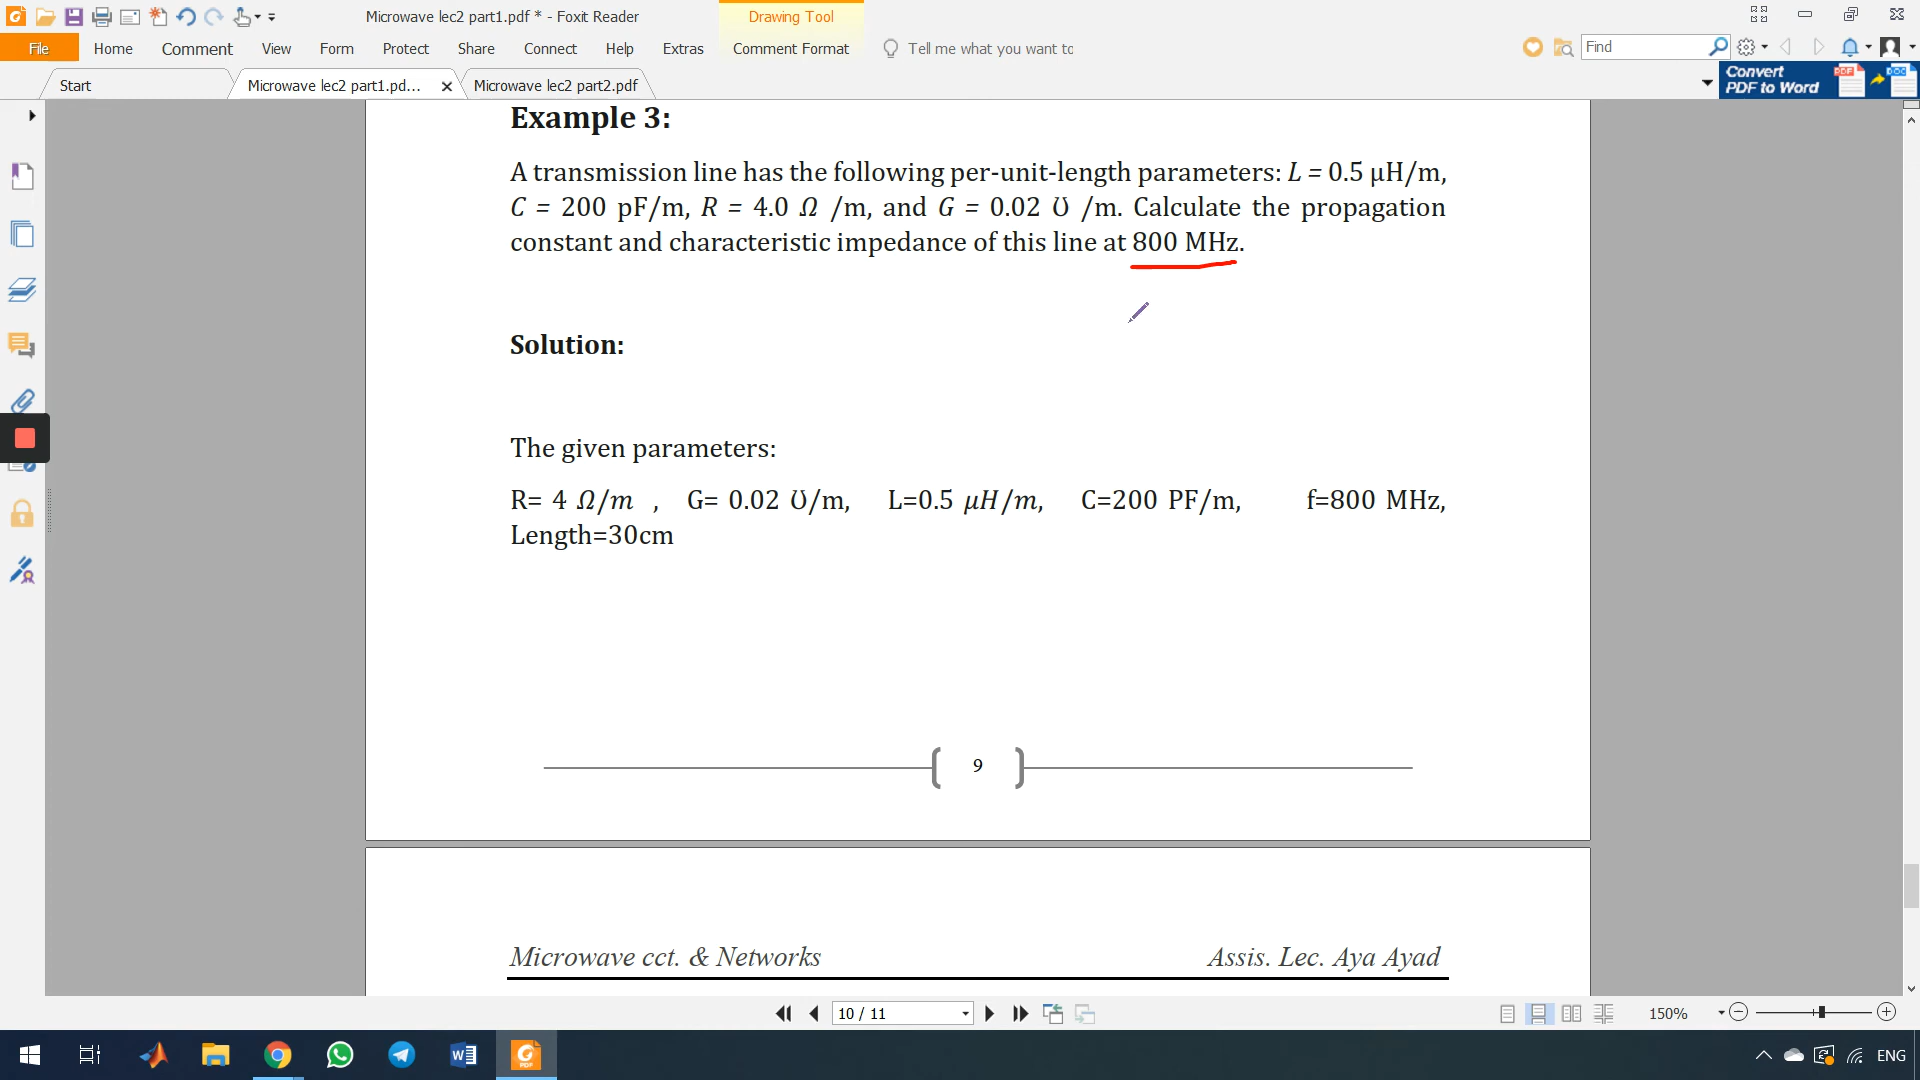 Microwave lec2 part1.pdf * - Foxit Reader
Drawing Tool
File Home Comment View Form Protect Share Connect Help Extras Comment Format Tell me what you want to
Find
Start Microwave lec2 part1.pd... Microwave lec2 part2.pdf
Convert
PDF to Word
PDF
DOC
Example 3:
A transmission line has the following per-unit-length parameters: L = 0.5 μH/m,
C = 200 pF/m, R = 4.0 Ω /m, and G = 0.02 ℧ /m. Calculate the propagation
constant and characteristic impedance of this line at 800 MHz.
Solution:
The given parameters:
R= 4 Ω/m , G= 0.02 ℧/m, L=0.5 μH/m, C=200 PF/m, f=800 MHz,
Length=30cm
9
Microwave cct. & Networks Assis. Lec. Aya Ayad
10 / 11
150%
ENG